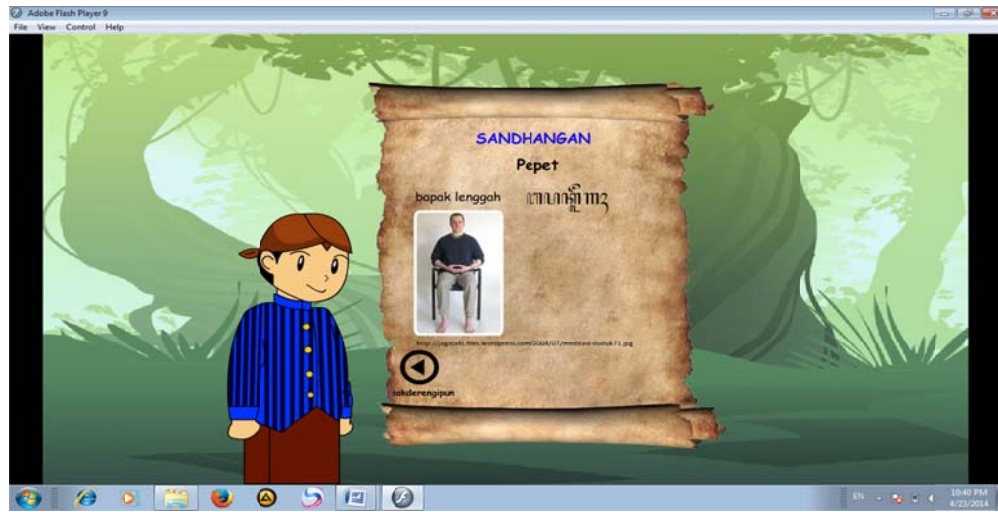 Adobe Flash Player 9
File View Control Help
SANDHANGAN
Pepet
bapak lenggah
sakderengipun
EN
10:40 PM
4/23/2014